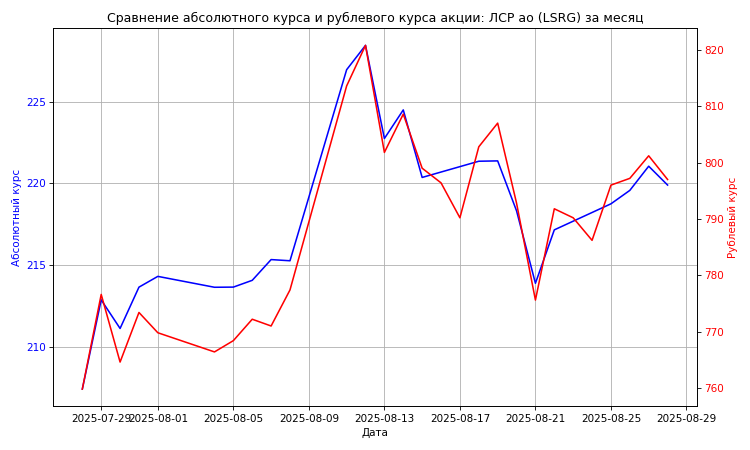 Сравнение абсолютного курса и рублевого курса акции: ЛСР ао (LSRG) за месяц
Абсолютный курс
225
220
215
210
820
810
800
790
780
770
760
Рублевый курс
2025-07-29 2025-08-01 2025-08-05 2025-08-09 2025-08-13 2025-08-17 2025-08-21 2025-08-25 2025-08-29
Дата